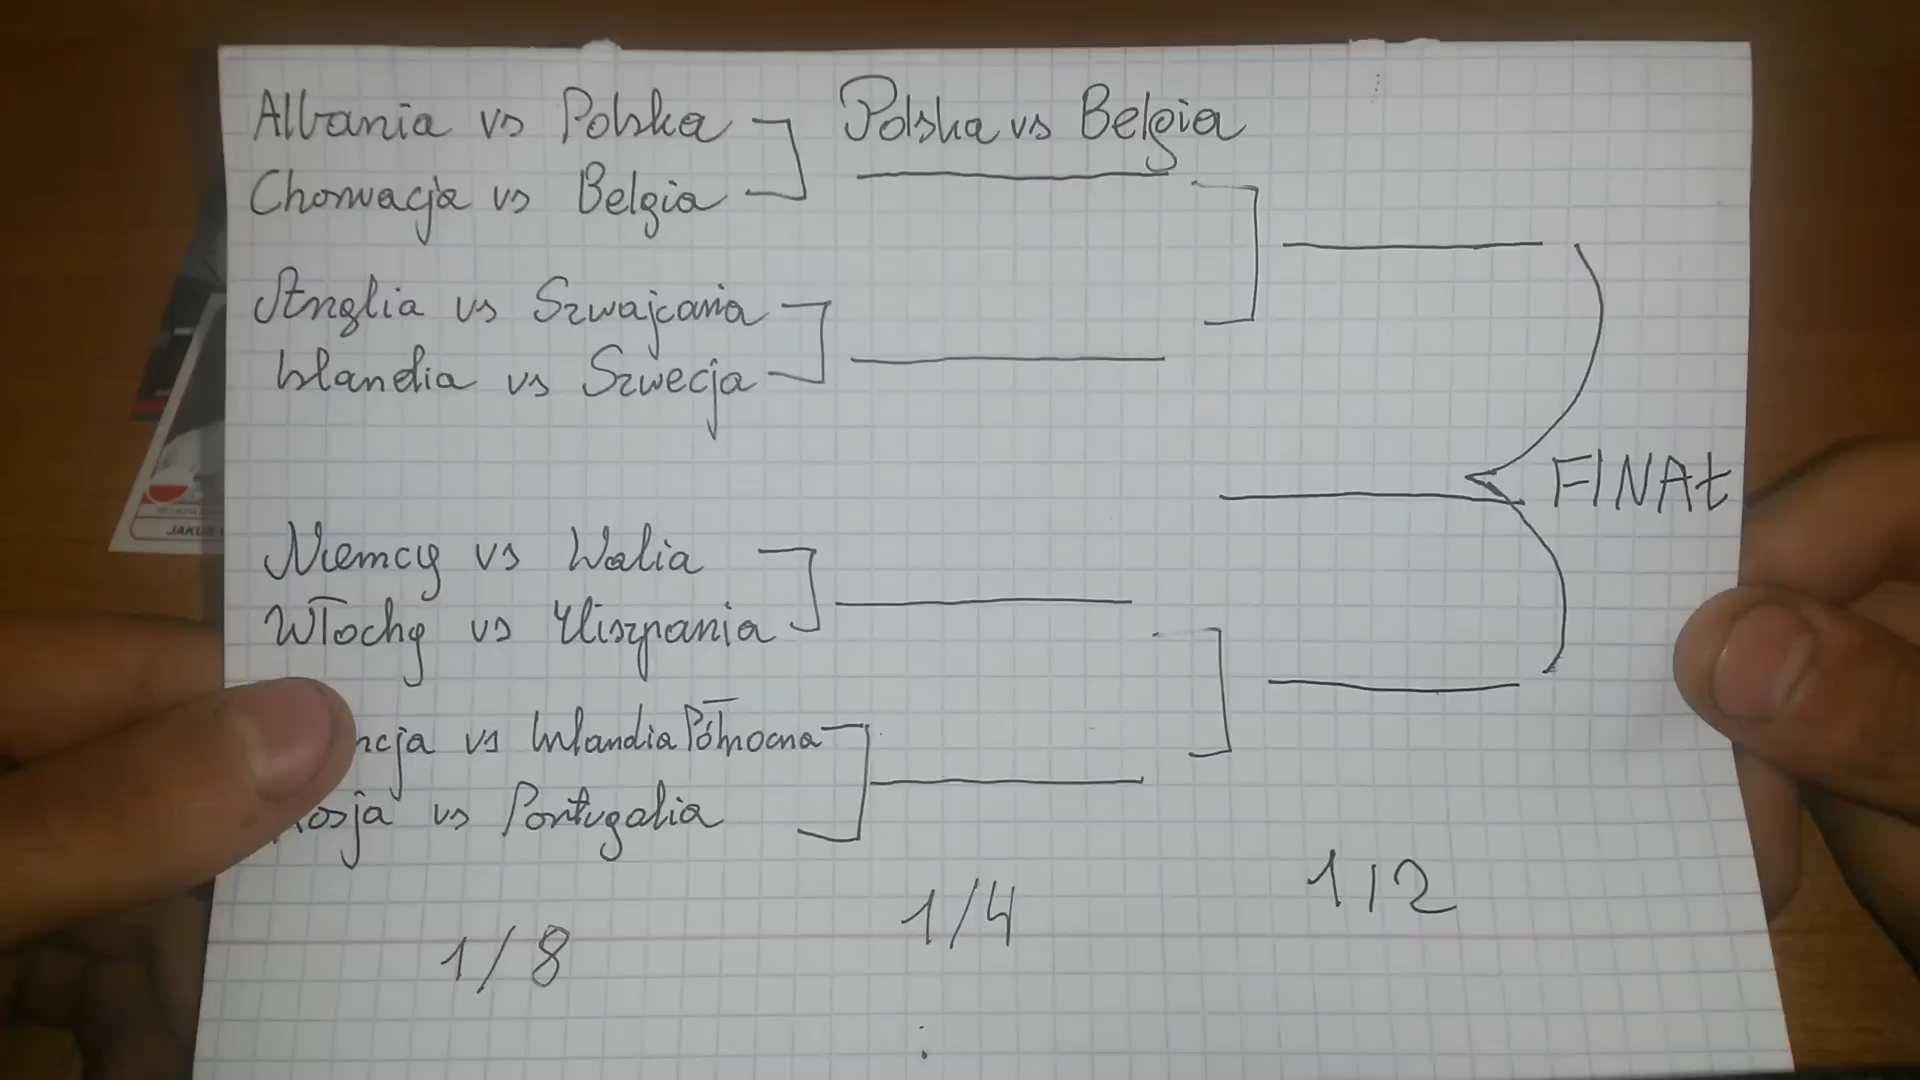 Albania vs Polska
Chorwacja vs Belgia
Polska vs Belgia
Anglia vs Szwajcaria
Islandia vs Szwecja
FINAŁ
Niemcy vs Walia
Włochy vs Hiszpania
ncja vs Irlandia Północna
osja vs Portugalia
1/8
1/4
1/2
JAKUB